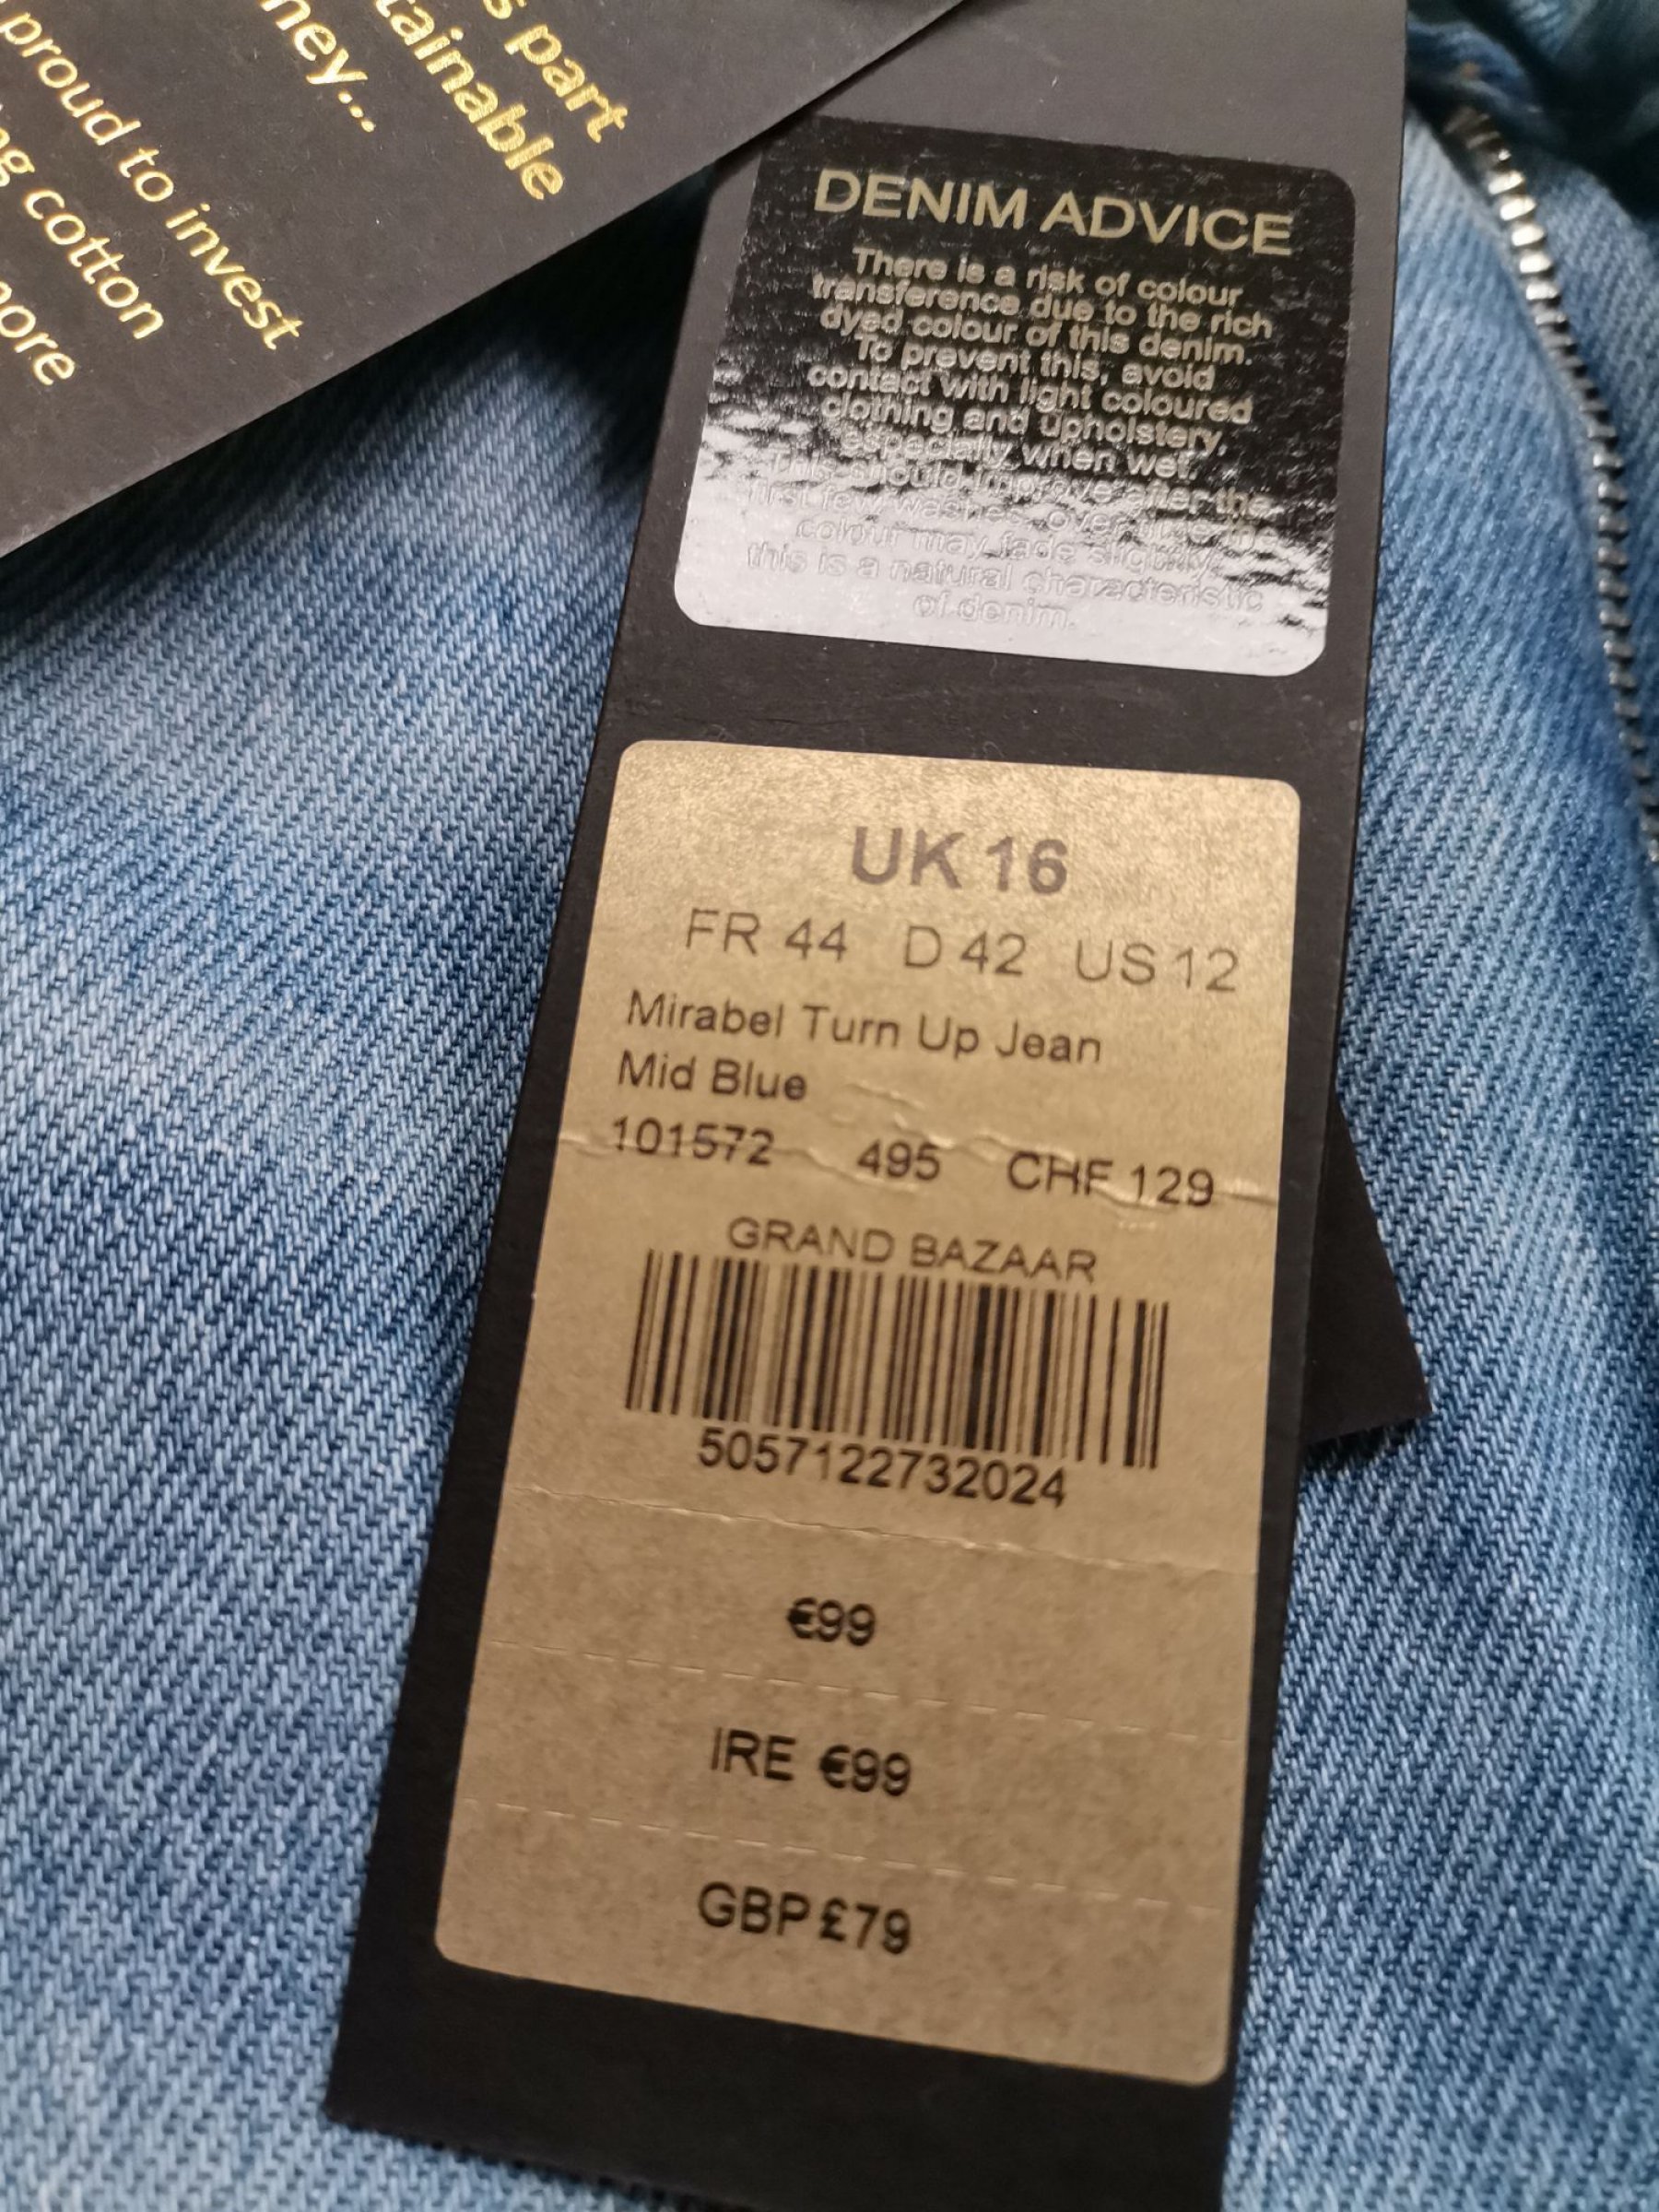 s part
tainable
ney...
proud to invest
ng cotton
more
DENIM ADVICE
There is a risk of colour
transference due to the rich
dyed colour of this denim.
To prevent this, avoid
contact with light coloured
clothing and upholstery,
especially when wet.
This should improve after the
first few washes, over time the
colour may fade slightly,
this is a natural characteristic
of denim.
UK 16
FR 44 D 42 US 12
Mirabel Turn Up Jean
Mid Blue
101572 495 CHF 129
GRAND BAZAAR
5057122732024
€99
IRE €99
GBP £79